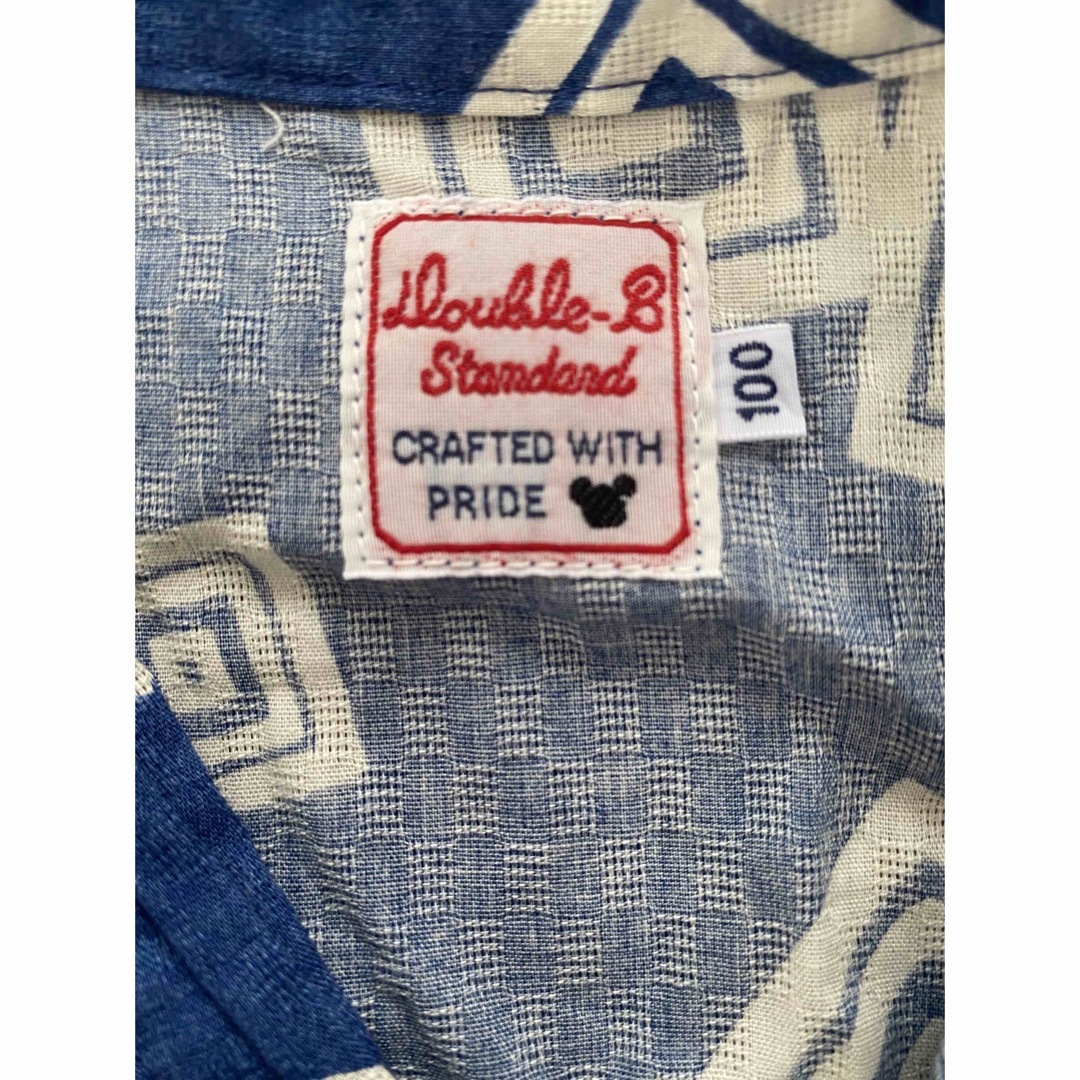 Double-B
Standard
CRAFTED WITH
PRIDE
100